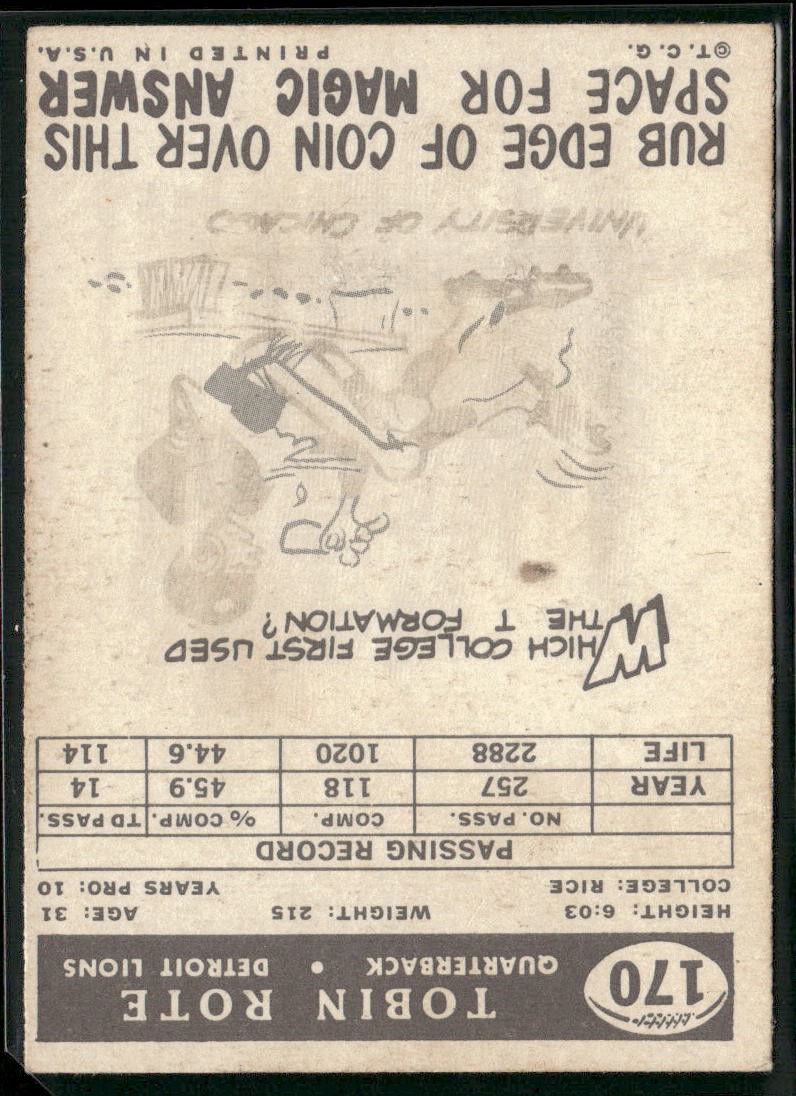 170
TOBIN ROTE
QUARTERBACK • DETROIT LIONS
HEIGHT: 6:03 WEIGHT: 215 AGE: 31
COLLEGE: RICE YEARS PRO: 10
PASSING RECORD
NO. PASS. COMP. % COMP. TD PASS.
YEAR 257 118 45.9 14
LIFE 2288 1020 44.6 114
WHICH COLLEGE FIRST USED
THE T FORMATION?
UNIVERSITY OF CHICAGO
RUB EDGE OF COIN OVER THIS
SPACE FOR MAGIC ANSWER
©T.C.G. PRINTED IN U.S.A.